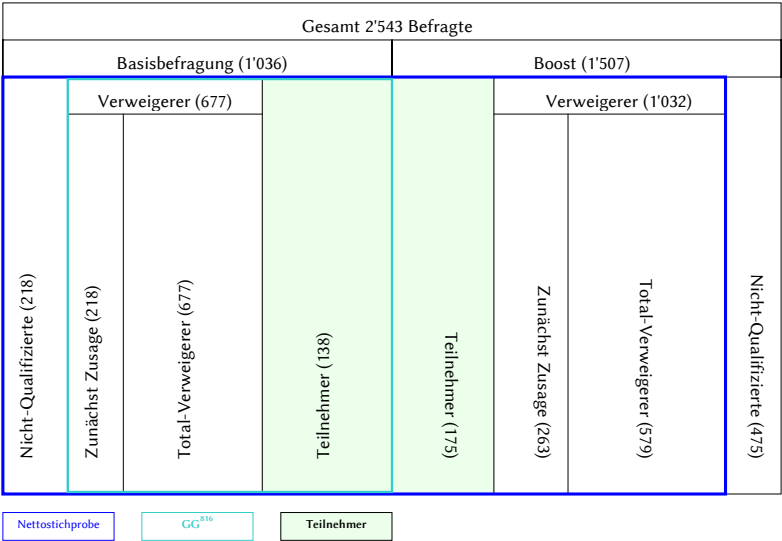 Gesamt 2'543 Befragte
Basisbefragung (1'036)
Boost (1'507)
Verweigerer (677)
Verweigerer (1'032)
Nicht-Qualifizierte (218)
Zunächst Zusage (218)
Total-Verweigerer (677)
Teilnehmer (138)
Teilnehmer (175)
Zunächst Zusage (263)
Total-Verweigerer (579)
Nicht-Qualifizierte (475)
Nettostichprobe
GG⁸¹⁶
Teilnehmer